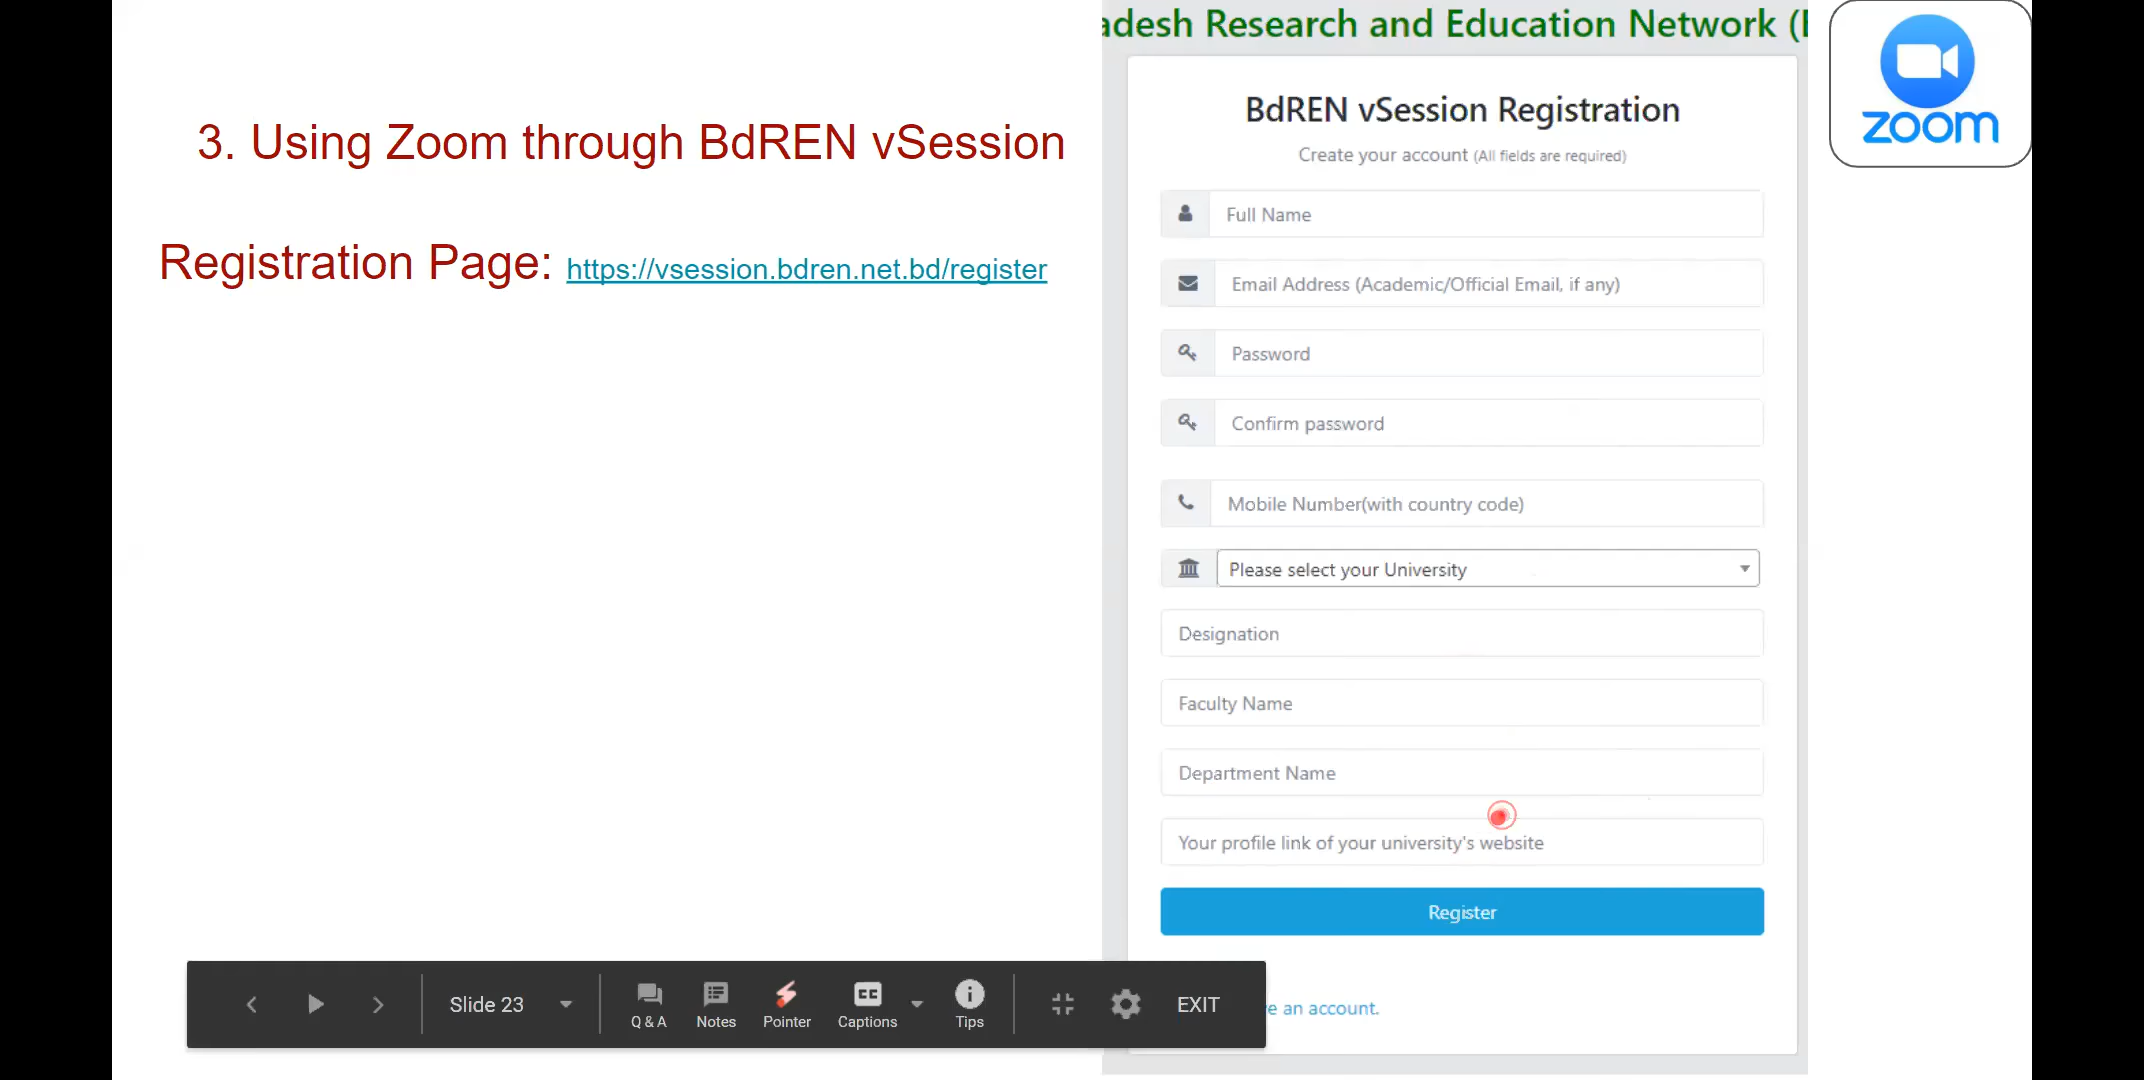 3. Using Zoom through BdREN vSession
Registration Page: https://vsession.bdren.net.bd/register
adesh Research and Education Network (
BdREN vSession Registration
Create your account (All fields are required)
Full Name
Email Address (Academic/Official Email, if any)
Password
Confirm password
Mobile Number(with country code)
Please select your University
Designation
Faculty Name
Department Name
Your profile link of your university's website
Register
e an account.
zoom
Slide 23
Q & A
Notes
Pointer
CC
Captions
Tips
EXIT